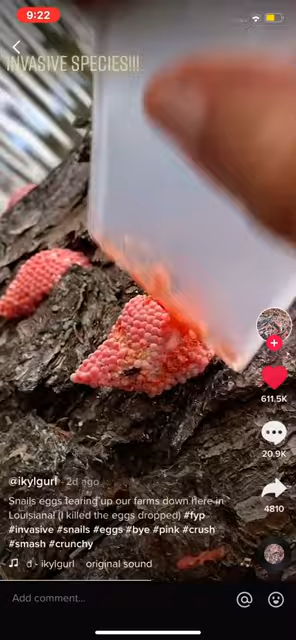 9:22
INVASIVE SPECIES!!!
611.5K
20.9K
4810
@ikylgurl · 2d ago
Snails eggs tearing up our farms down here in
Louisiana! (I killed the eggs dropped) #fyp
#invasive #snails #eggs #bye #pink #crush
#smash #crunchy
đ - ikylgurl original sound
Add comment...